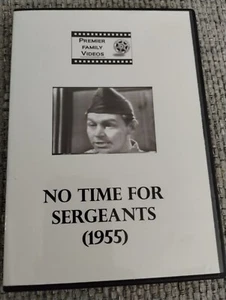 PREMIER
FAMILY
VIDEOS
NO TIME FOR
SERGEANTS
(1955)